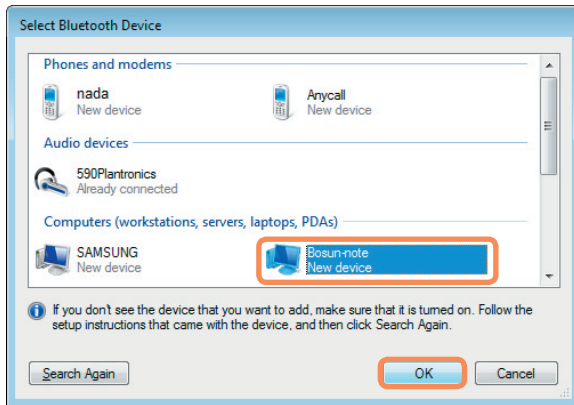 Select Bluetooth Device
Phones and modems
nada
New device
Anycall
New device
Audio devices
590Plantronics
Already connected
Computers (workstations, servers, laptops, PDAs)
SAMSUNG
New device
Bosun-note
New device
If you don't see the device that you want to add, make sure that it is turned on. Follow the
setup instructions that came with the device, and then click Search Again.
Search Again
OK
Cancel